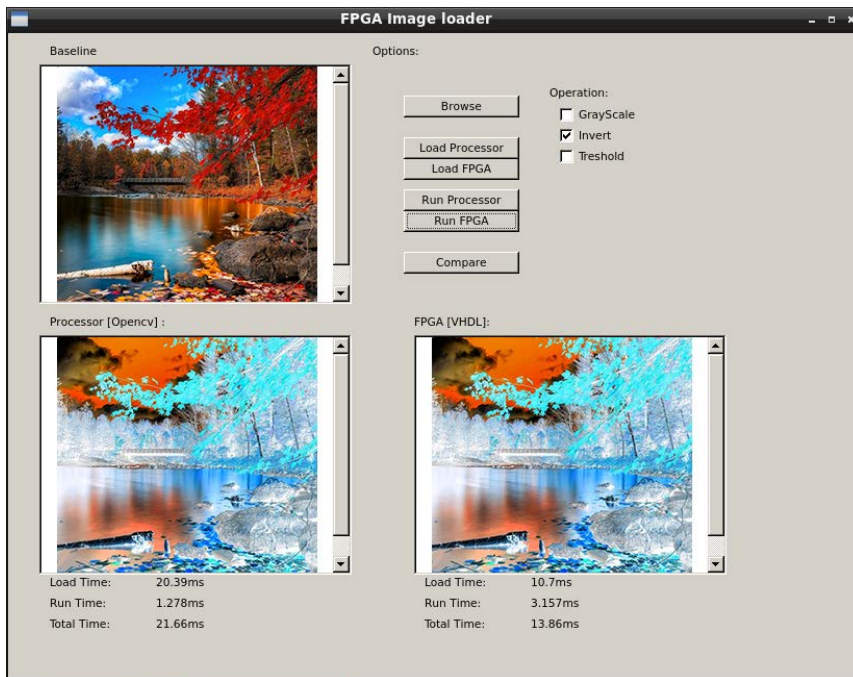 FPGA Image loader
Baseline
Options:
Browse
Operation:
GrayScale
Load Processor
Invert
Load FPGA
Treshold
Run Processor
Run FPGA
Compare
Processor [Opencv] :
FPGA [VHDL]:
Load Time: 20.39ms
Run Time: 1.278ms
Total Time: 21.66ms
Load Time: 10.7ms
Run Time: 3.157ms
Total Time: 13.86ms